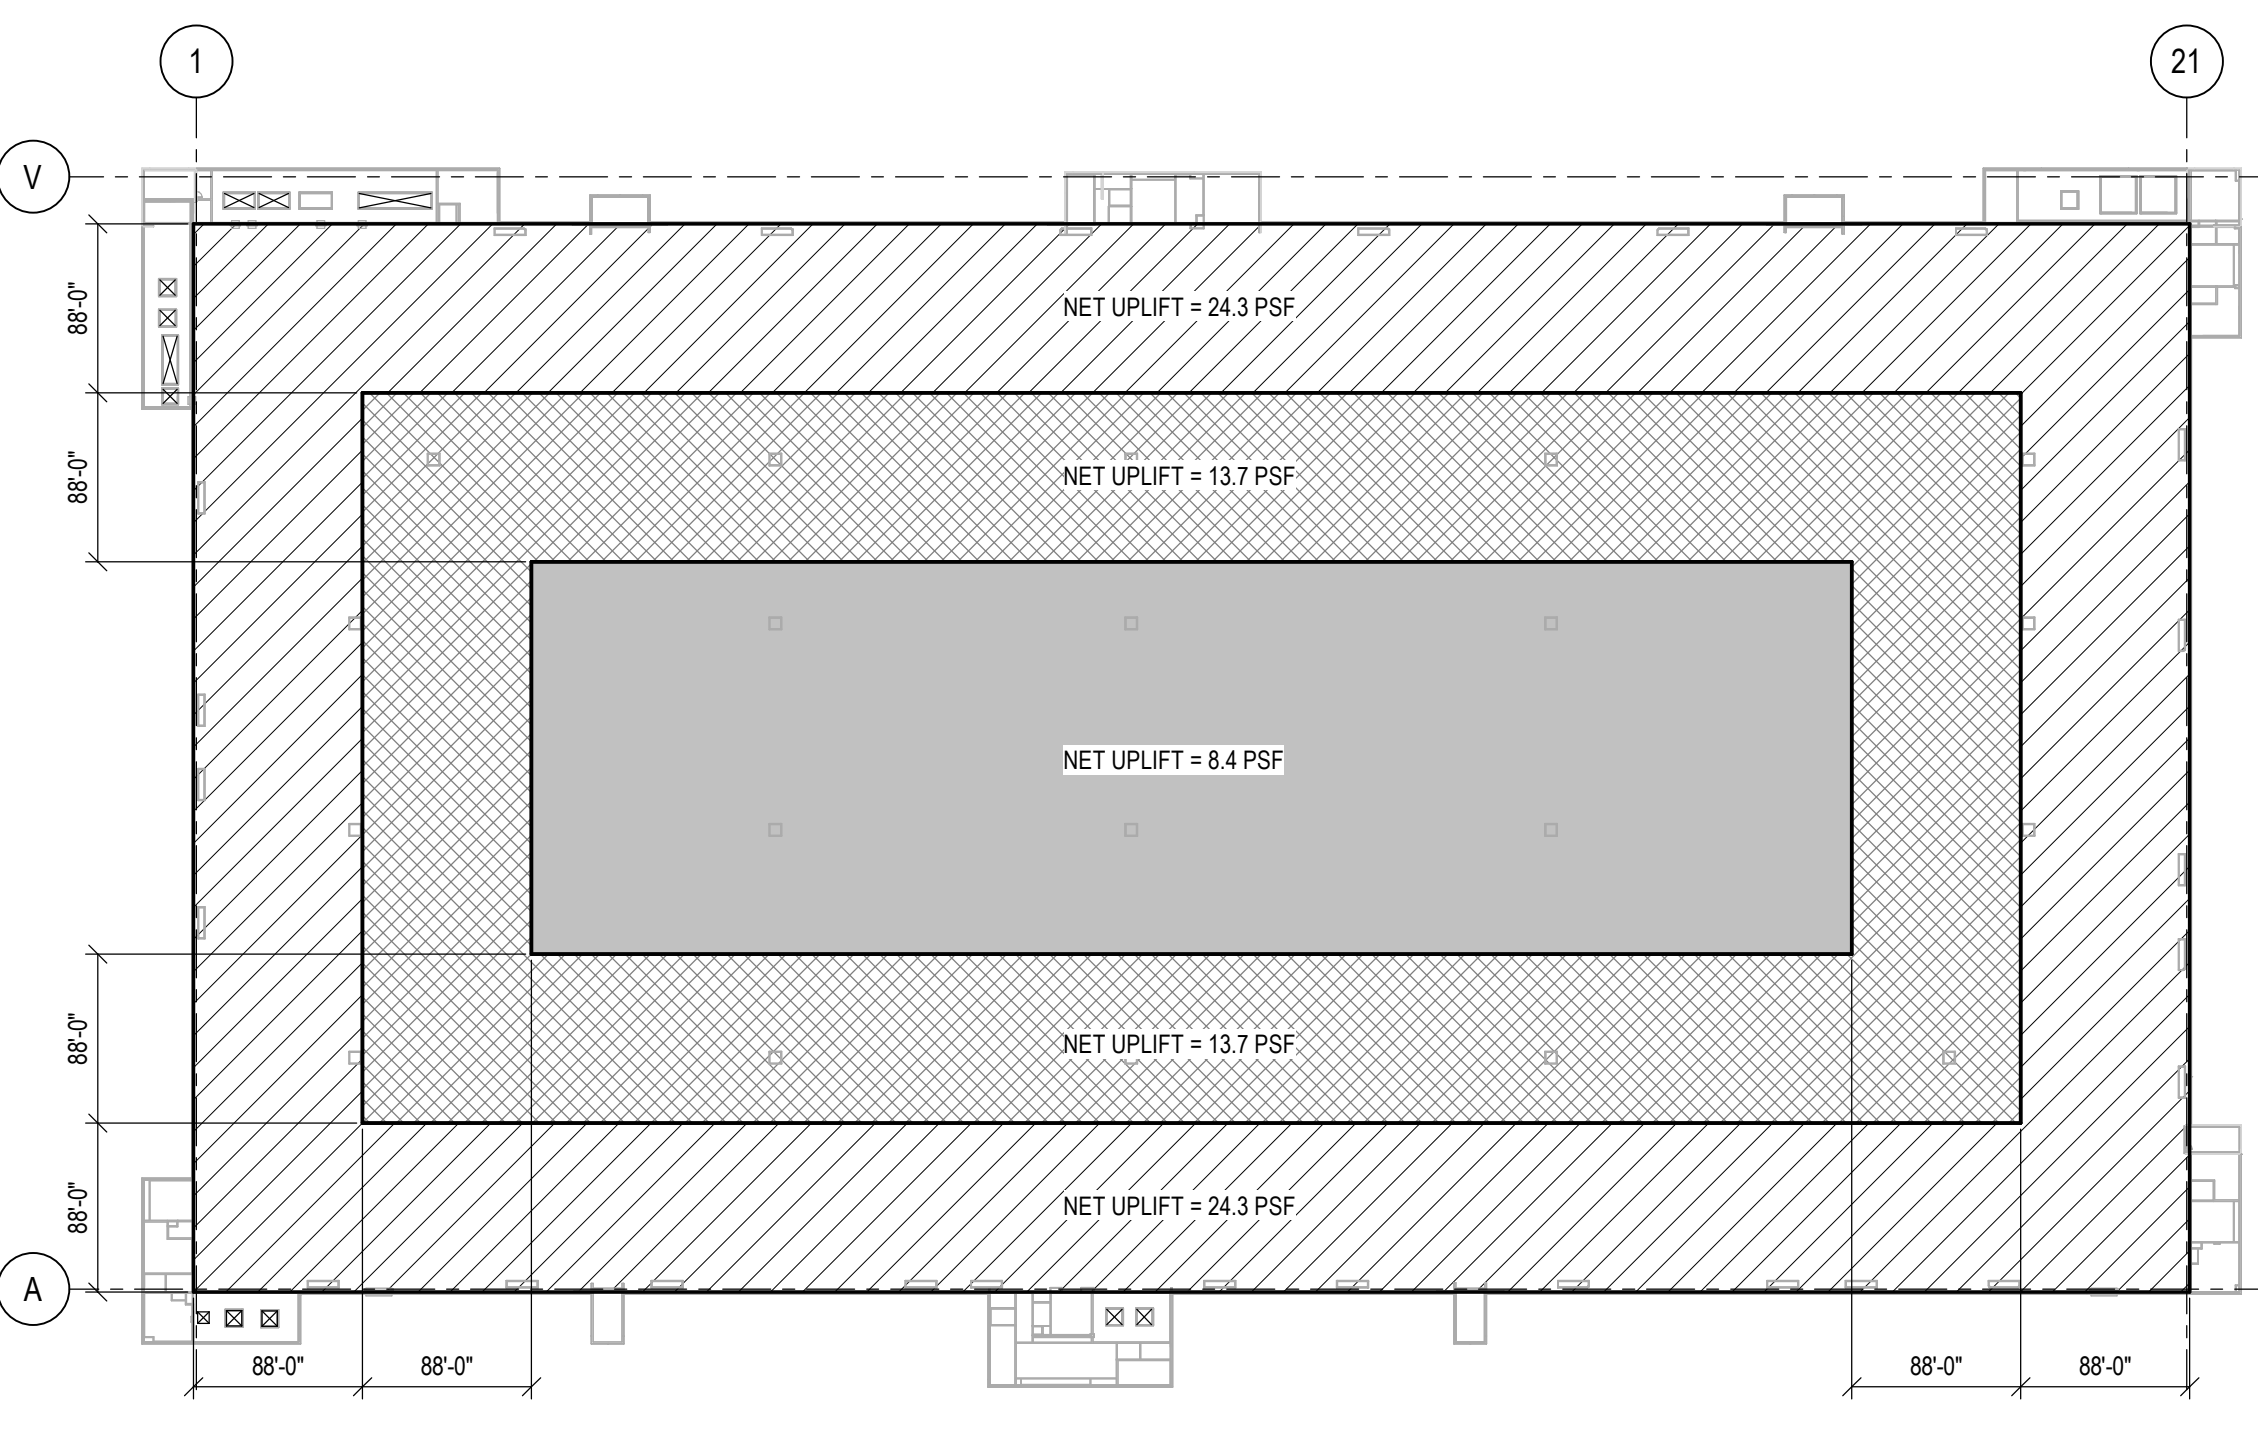 1
21
V
88'-0"
NET UPLIFT = 24.3 PSF
88'-0"
NET UPLIFT = 13.7 PSF
NET UPLIFT = 8.4 PSF
88'-0"
NET UPLIFT = 13.7 PSF
88'-0"
NET UPLIFT = 24.3 PSF
A
88'-0"
88'-0"
88'-0"
88'-0"